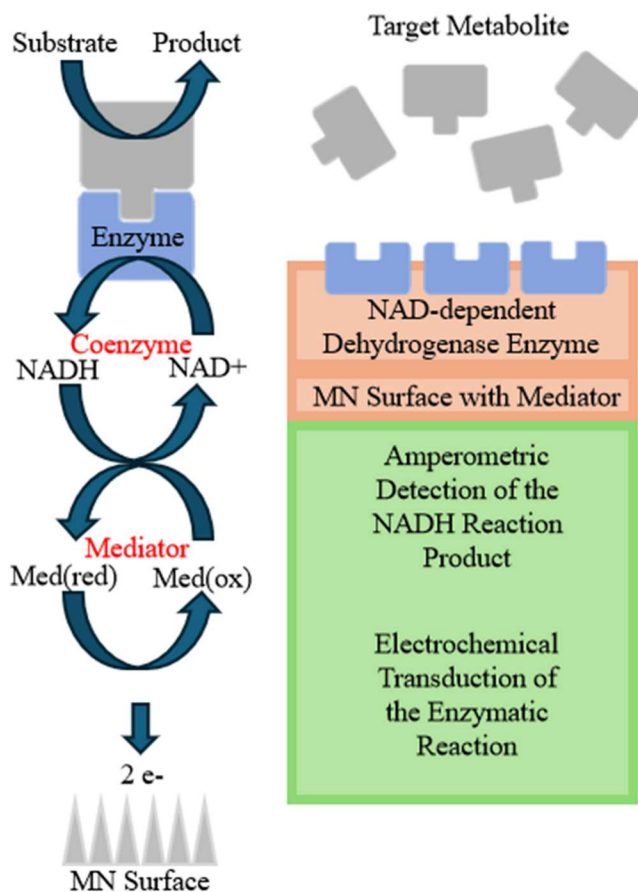 Substrate
Product
Enzyme
Coenzyme
NADH
NAD+
Mediator
Med(red)
Med(ox)
2 e-
MN Surface
Target Metabolite
NAD-dependent
Dehydrogenase Enzyme
MN Surface with Mediator
Amperometric
Detection of the
NADH Reaction
Product
Electrochemical
Transduction of
the Enzymatic
Reaction